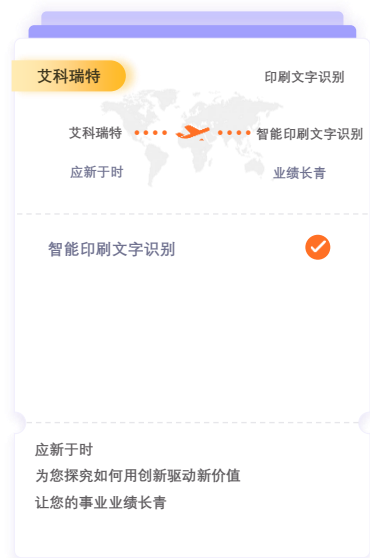 艾科瑞特
印刷文字识别
艾科瑞特
智能印刷文字识别
应新于时
业绩长青
智能印刷文字识别
应新于时
为您探究如何用创新驱动新价值
让您的事业业绩长青